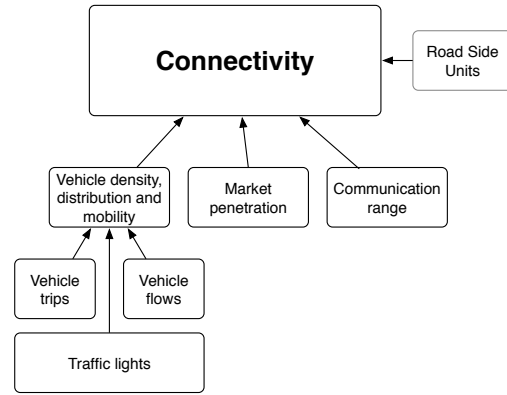 Connectivity
Road Side
Units
Vehicle density,
distribution and
mobility
Market
penetration
Communication
range
Vehicle
trips
Vehicle
flows
Traffic lights